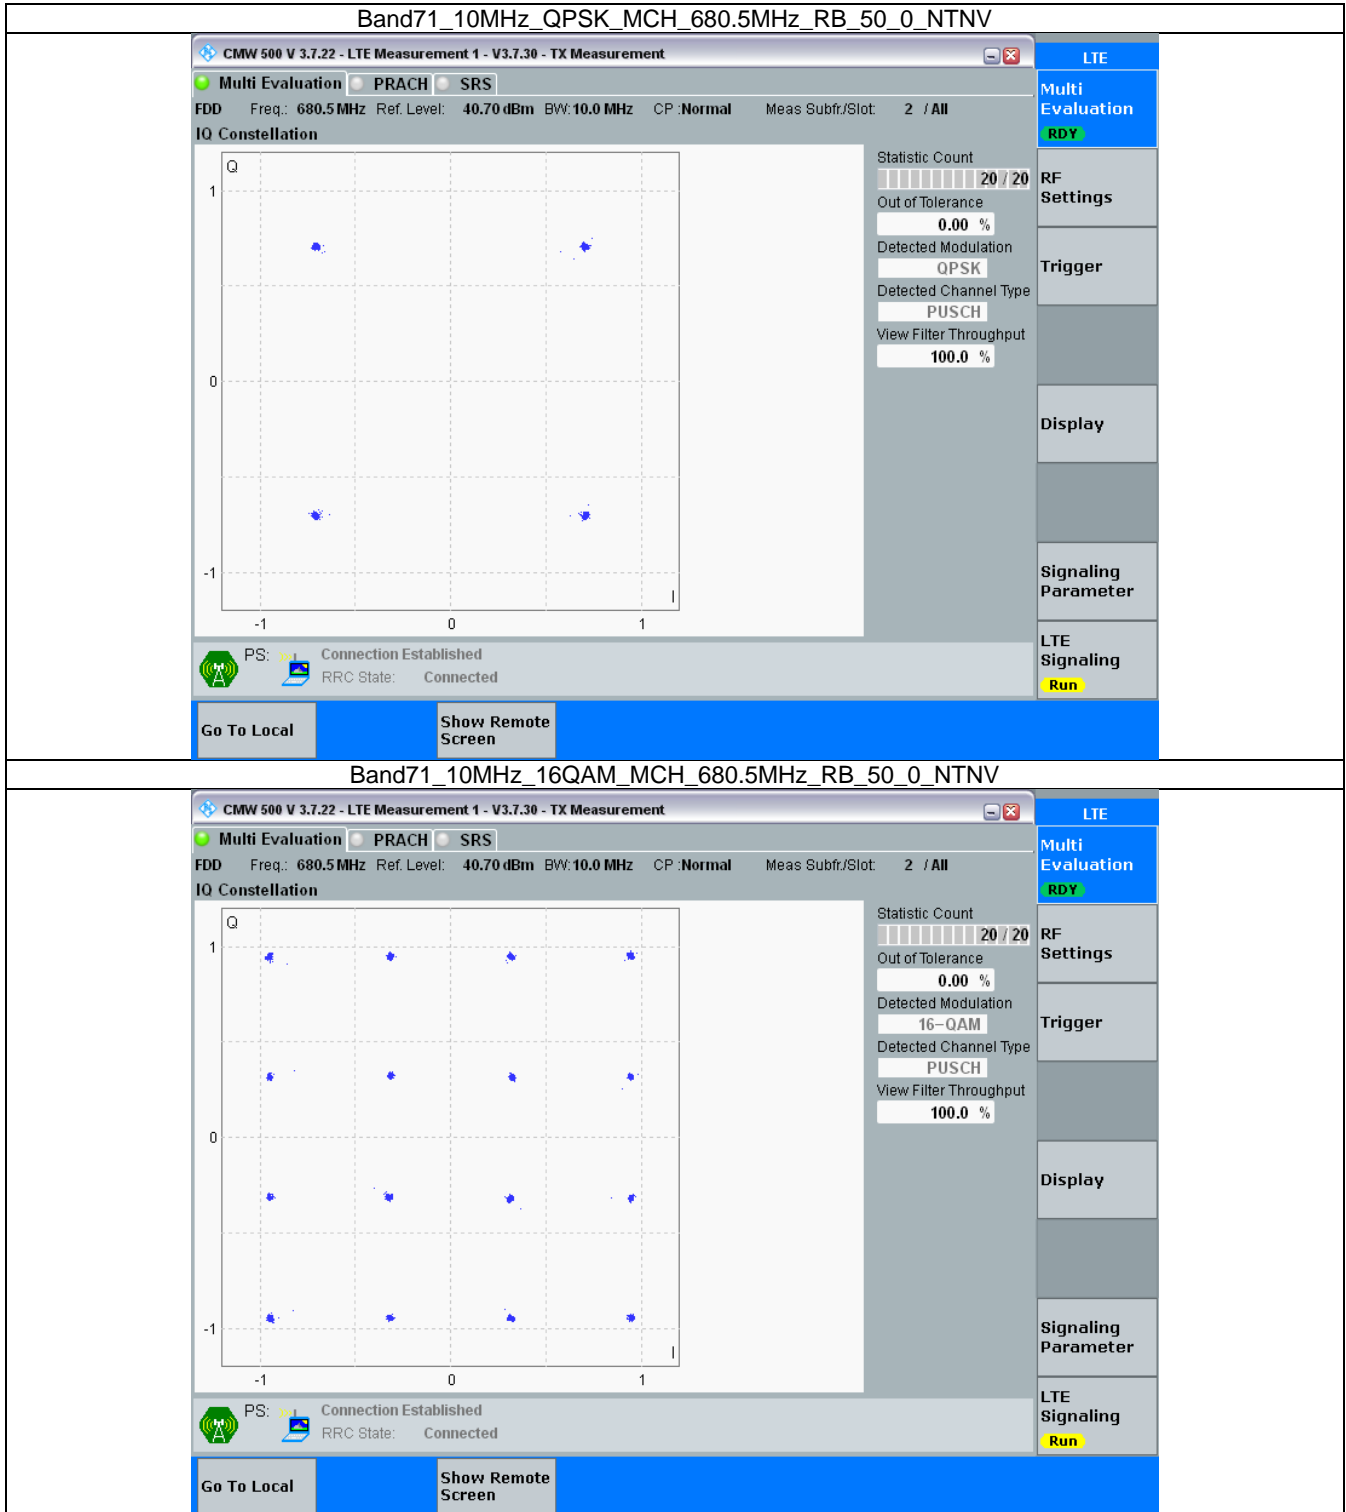 Band71_10MHz_QPSK_MCH_680.5MHz_RB_50_0_NTNV
CMW 500 V 3.7.22 - LTE Measurement 1 - V3.7.30 - TX Measurement
LTE
Multi Evaluation PRACH SRS
Multi
Evaluation
RDY
FDD Freq.: 680.5 MHz Ref. Level: 40.70 dBm BW: 10.0 MHz CP :Normal Meas Subfr./Slot: 2 / All
IQ Constellation
Q
1
0
-1
I
-1 0 1
Statistic Count
20 / 20
Out of Tolerance
0.00 %
Detected Modulation
QPSK
Detected Channel Type
PUSCH
View Filter Throughput
100.0 %
RF
Settings
Trigger
Display
Signaling
Parameter
LTE
Signaling
Run
PS: Connection Established
RRC State: Connected
Go To Local
Show Remote
Screen
Band71_10MHz_16QAM_MCH_680.5MHz_RB_50_0_NTNV
CMW 500 V 3.7.22 - LTE Measurement 1 - V3.7.30 - TX Measurement
LTE
Multi Evaluation PRACH SRS
Multi
Evaluation
RDY
FDD Freq.: 680.5 MHz Ref. Level: 40.70 dBm BW: 10.0 MHz CP :Normal Meas Subfr./Slot: 2 / All
IQ Constellation
Q
1
0
-1
I
-1 0 1
Statistic Count
20 / 20
Out of Tolerance
0.00 %
Detected Modulation
16-QAM
Detected Channel Type
PUSCH
View Filter Throughput
100.0 %
RF
Settings
Trigger
Display
Signaling
Parameter
LTE
Signaling
Run
PS: Connection Established
RRC State: Connected
Go To Local
Show Remote
Screen